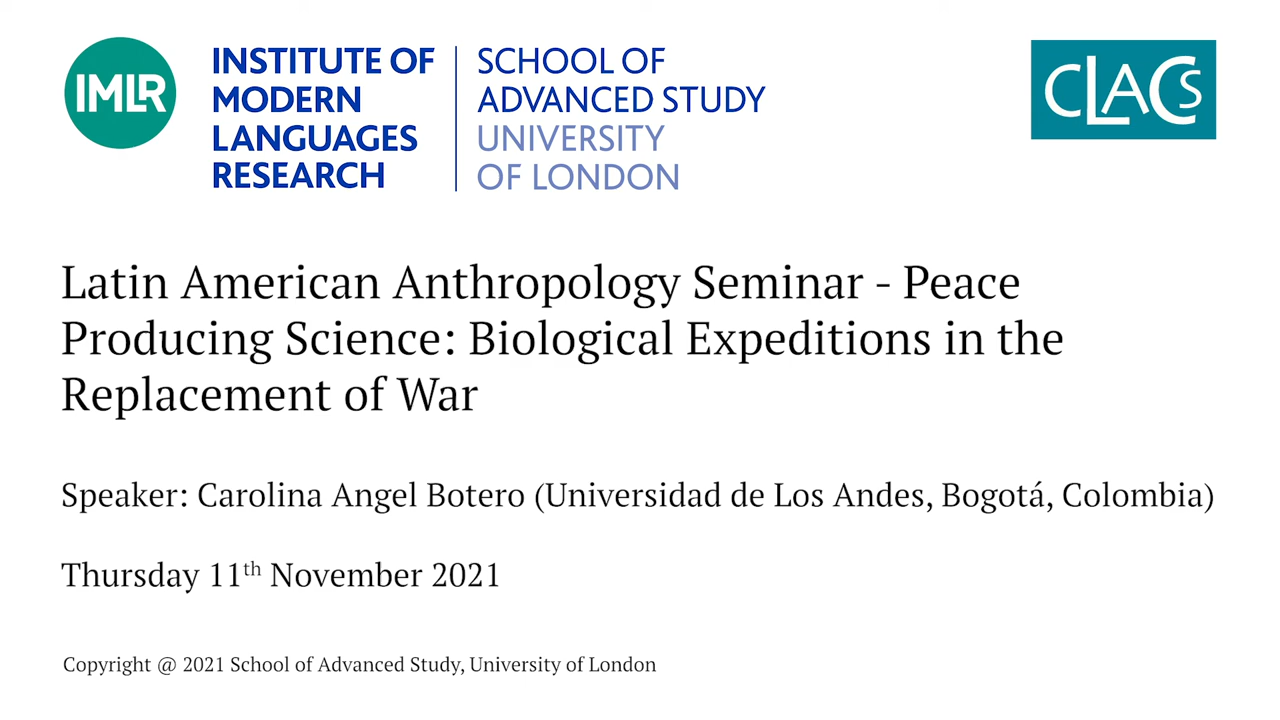 IMLR
INSTITUTE OF
MODERN
LANGUAGES
RESEARCH
SCHOOL OF
ADVANCED STUDY
UNIVERSITY
OF LONDON
CLACS
Latin American Anthropology Seminar - Peace
Producing Science: Biological Expeditions in the
Replacement of War
Speaker: Carolina Angel Botero (Universidad de Los Andes, Bogotá, Colombia)
Thursday 11th November 2021
Copyright @ 2021 School of Advanced Study, University of London